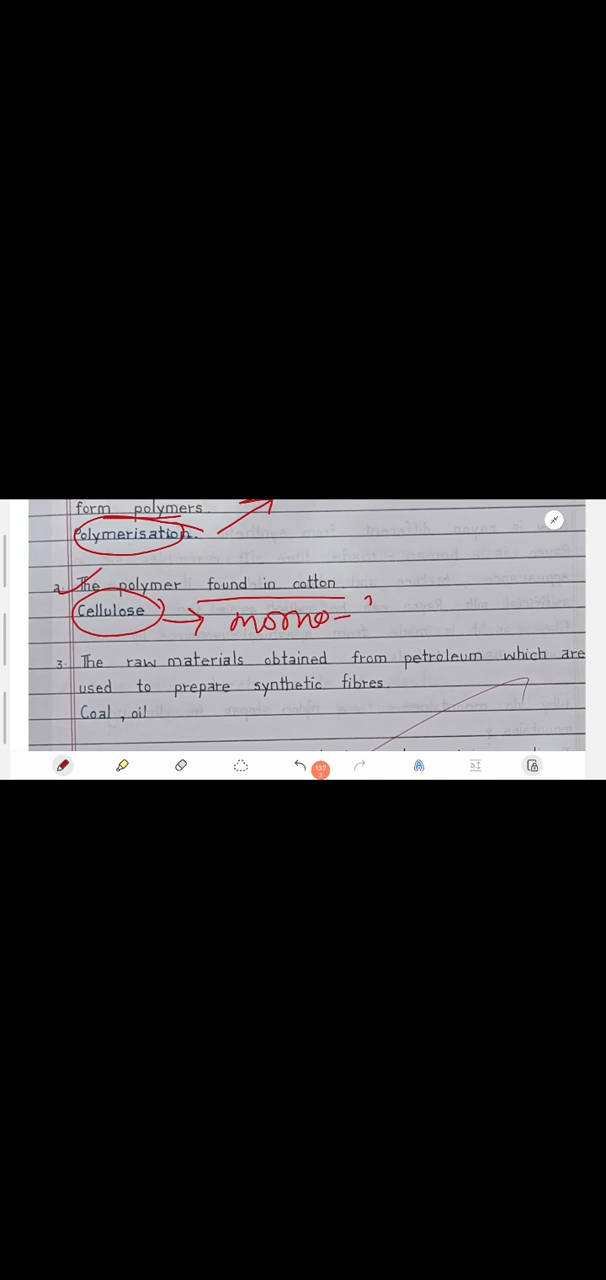 form polymers.
Polymerisation.
2. The polymer found in cotton
Cellulose → mono- ?
3. The raw materials obtained from petroleum which are
used to prepare synthetic fibres.
Coal, oil